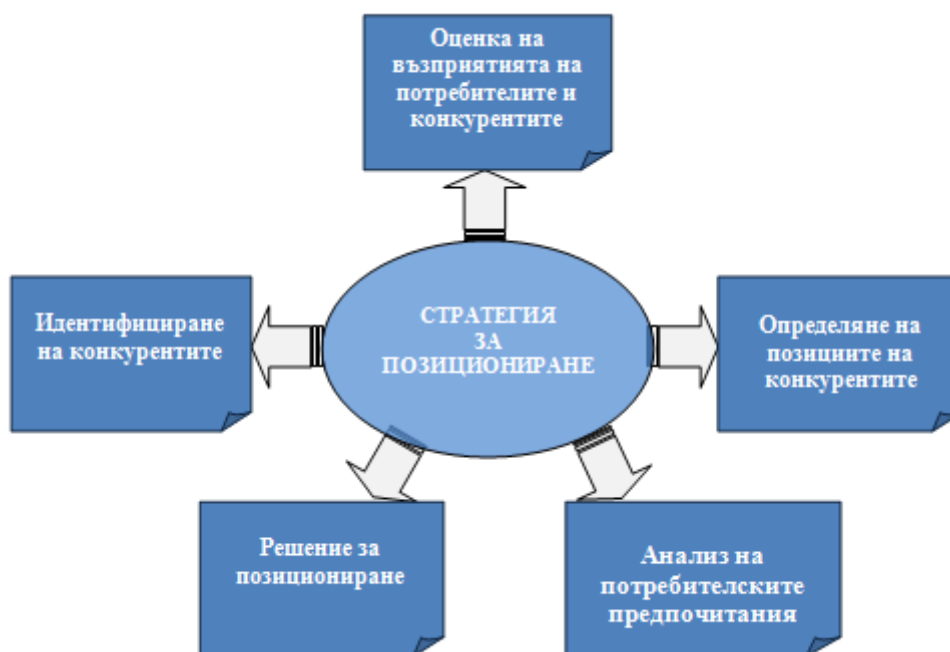 Оценка на
възприятията на
потребителите и
конкурентите
Идентифициране
на конкурентите
СТРАТЕГИЯ
ЗА
ПОЗИЦИОНИРАНЕ
Определяне на
позициите на
конкурентите
Решение за
позициониране
Анализ на
потребителските
предпочитания